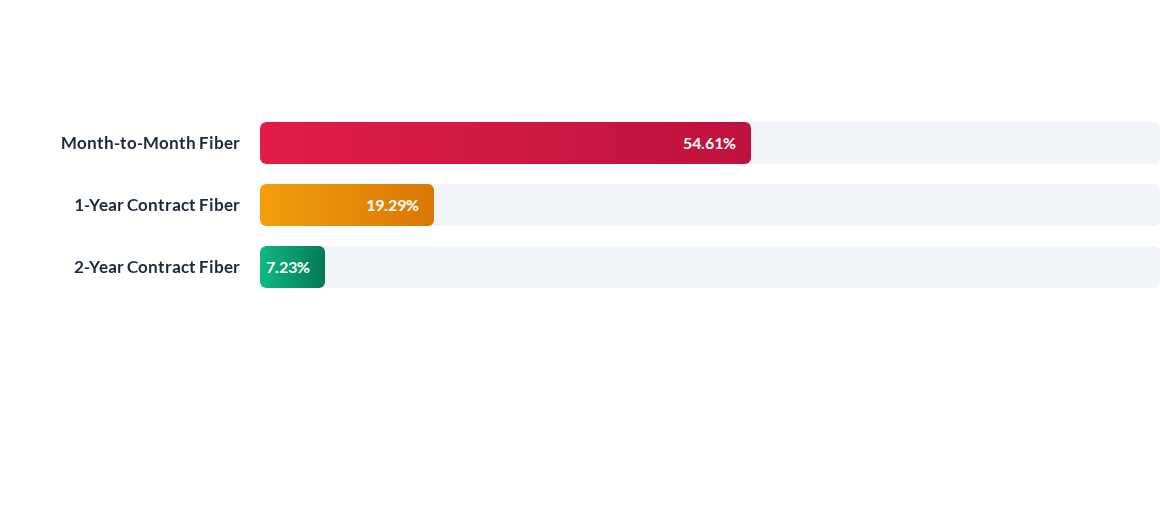 Month-to-Month Fiber 54.61%
1-Year Contract Fiber 19.29%
2-Year Contract Fiber 7.23%